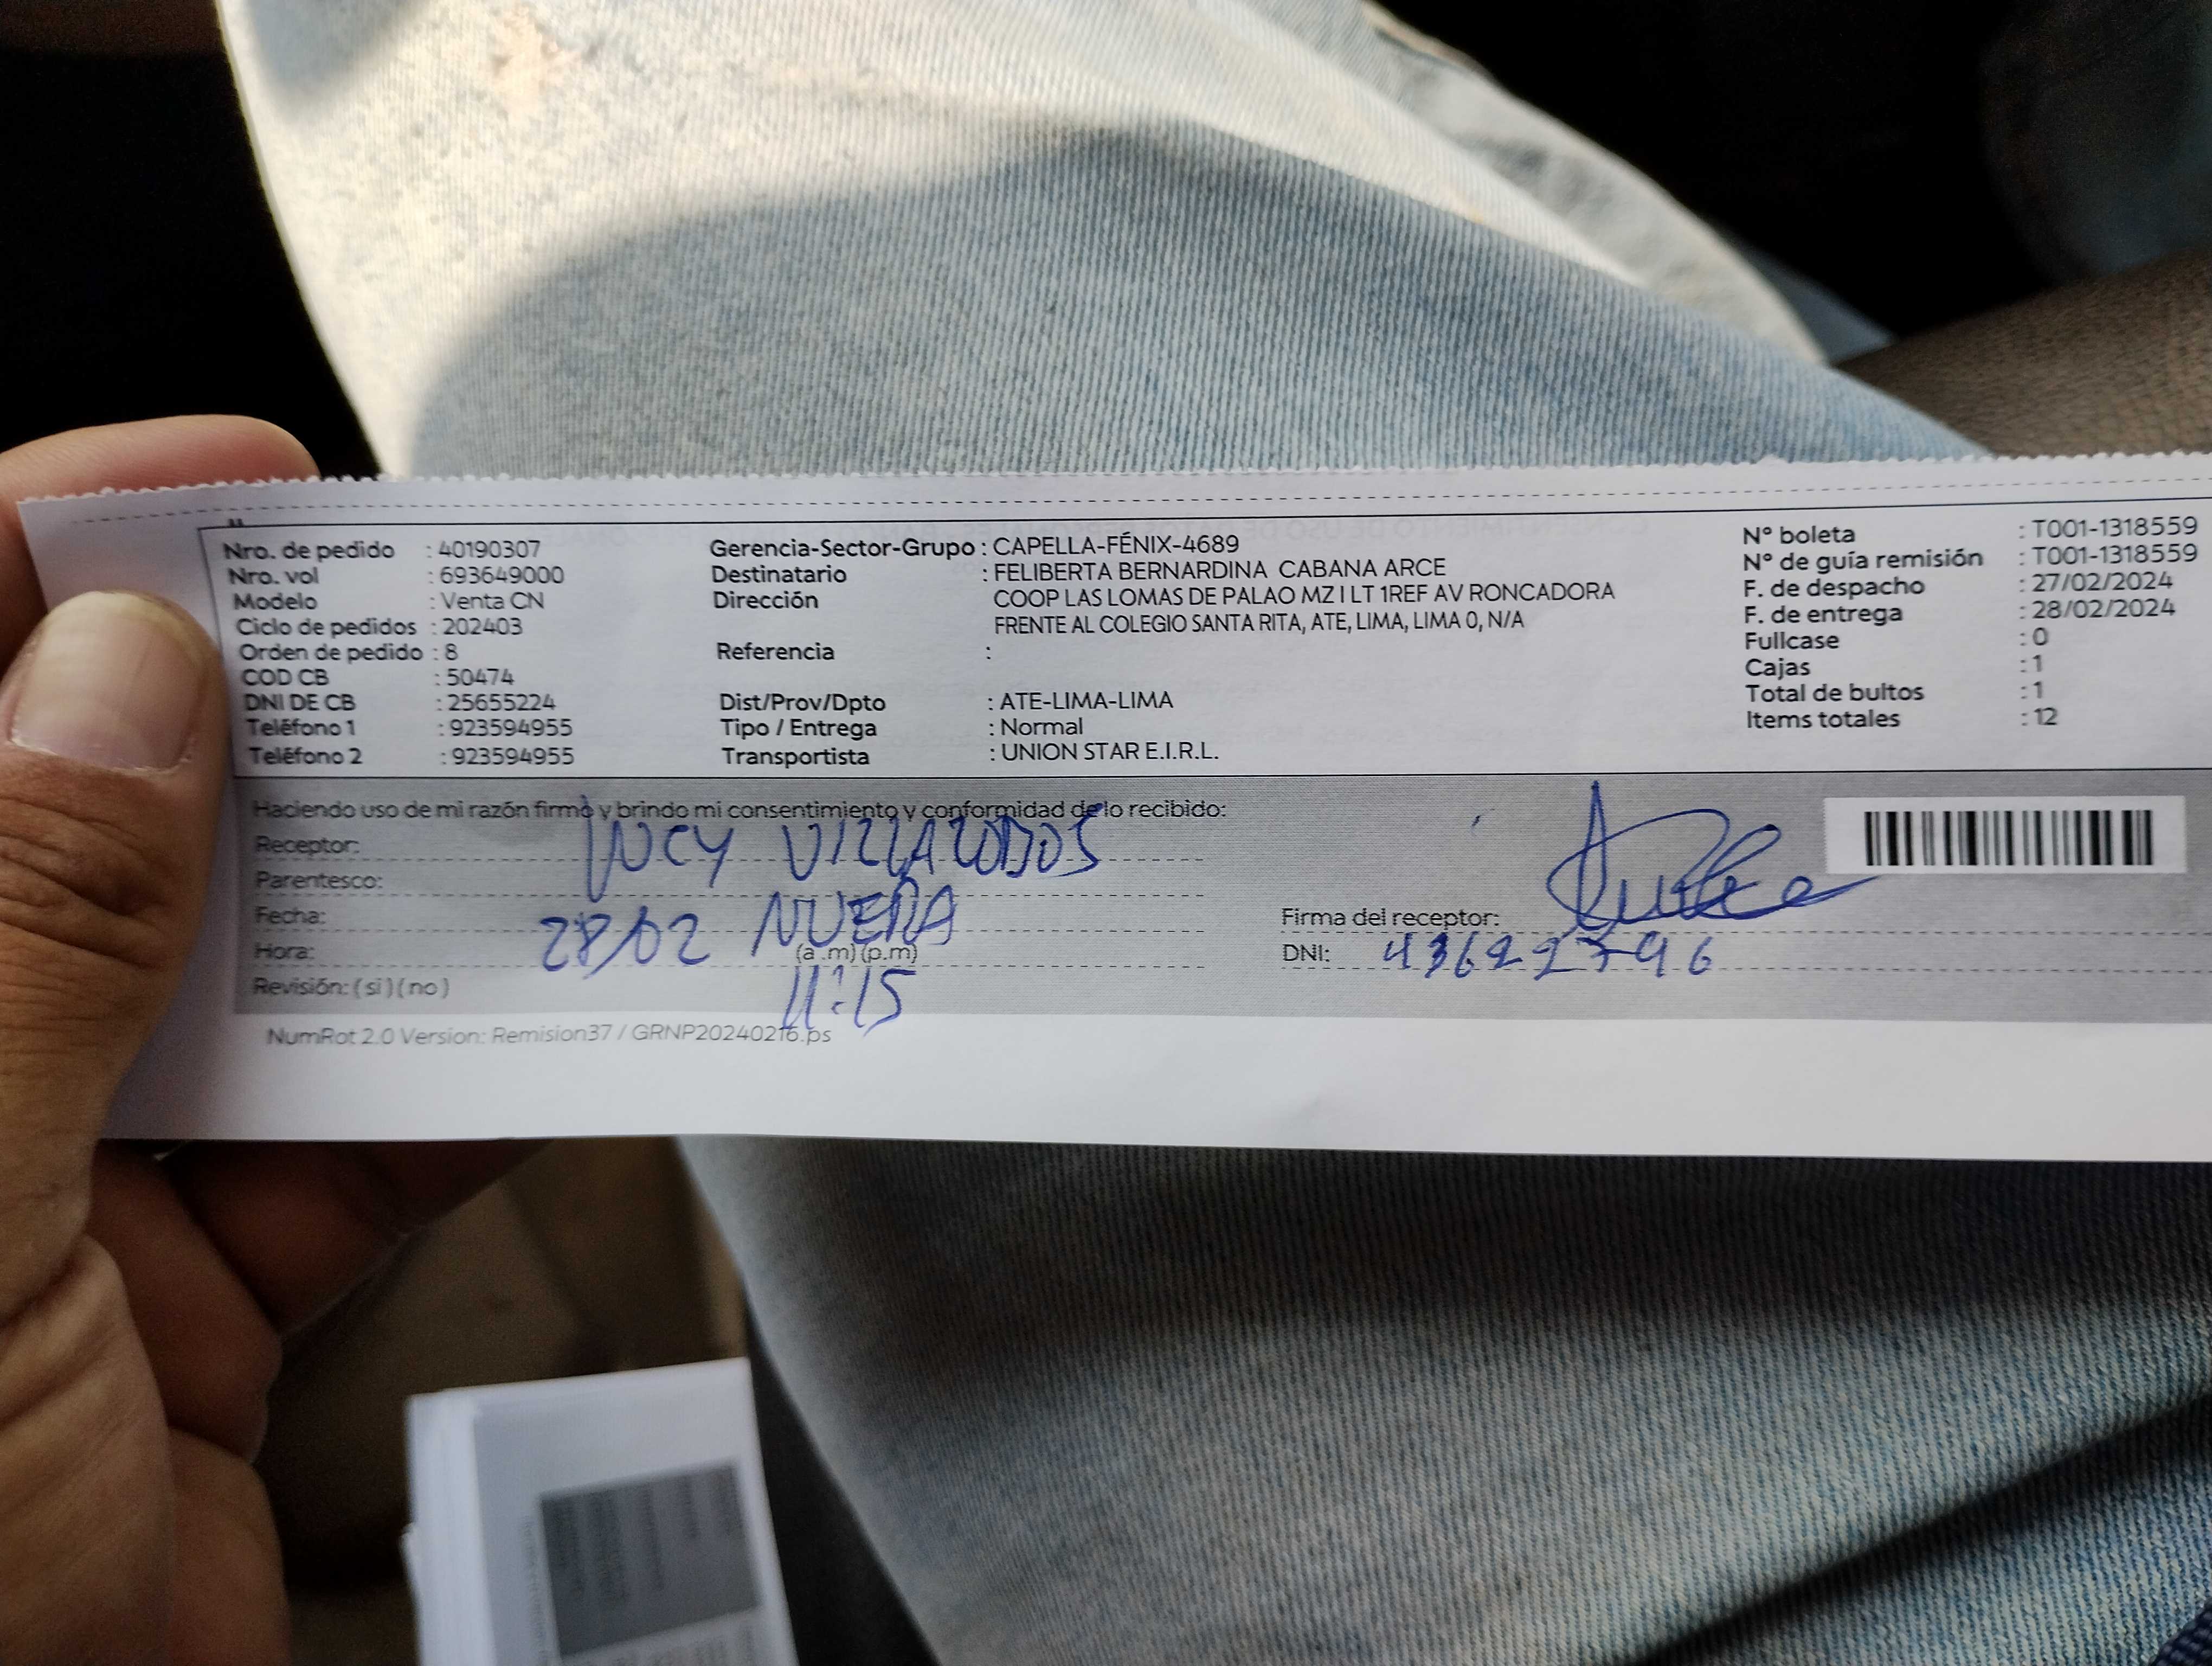 Nro. de pedido : 40190307
Nro. vol : 693649000
Modelo : Venta CN
Ciclo de pedidos : 202403
Orden de pedido : 8
COD CB : 50474
DNI DE CB : 25655224
Teléfono 1 : 923594955
Teléfono 2 : 923594955
Gerencia-Sector-Grupo : CAPELLA-FÉNIX-4689
Destinatario : FELIBERTA BERNARDINA CABANA ARCE
Dirección COOP LAS LOMAS DE PALAO MZ I LT 1REF AV RONCADORA
FRENTE AL COLEGIO SANTA RITA, ATE, LIMA, LIMA 0, N/A
Referencia :
Dist/Prov/Dpto : ATE-LIMA-LIMA
Tipo / Entrega : Normal
Transportista : UNION STAR E.I.R.L.
N° boleta : T001-1318559
N° de guía remisión : T001-1318559
F. de despacho : 27/02/2024
F. de entrega : 28/02/2024
Fullcase : 0
Cajas : 1
Total de bultos : 1
Items totales : 12
Haciendo uso de mi razón firmo y brindo mi consentimiento y conformidad de lo recibido:
Receptor: LUCY
Parentesco: NUERA
Fecha: 28/02
Hora: (a .m) (p.m) 11:15
Revisión: ( si ) ( no )
Firma del receptor:
DNI: 43622796
NumRot 2.0 Version: Remision37 / GRNP20240216.ps